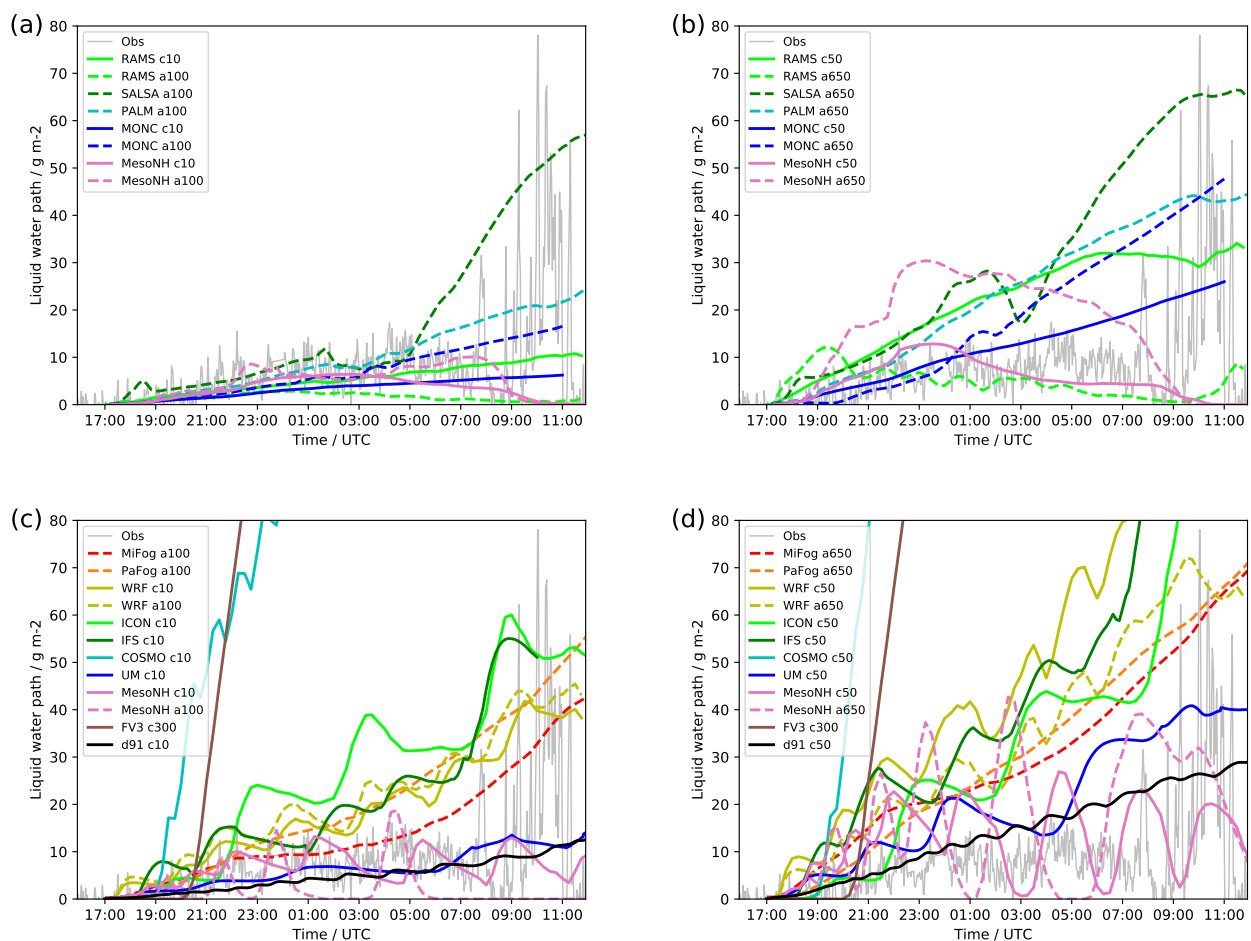 (a)
80
70
60
50
40
30
20
10
0
Liquid water path / g m-2
Obs
RAMS c10
RAMS a100
SALSA a100
PALM a100
MONC c10
MONC a100
MesoNH c10
MesoNH a100
17:00 19:00 21:00 23:00 01:00 03:00 05:00 07:00 09:00 11:00
Time / UTC
(b)
80
70
60
50
40
30
20
10
0
Liquid water path / g m-2
Obs
RAMS c50
RAMS a650
SALSA a650
PALM a650
MONC c50
MONC a650
MesoNH c50
MesoNH a650
17:00 19:00 21:00 23:00 01:00 03:00 05:00 07:00 09:00 11:00
Time / UTC
(c)
80
70
60
50
40
30
20
10
0
Liquid water path / g m-2
Obs
MiFog a100
PaFog a100
WRF c10
WRF a100
ICON c10
IFS c10
COSMO c10
UM c10
MesoNH c10
MesoNH a100
FV3 c300
d91 c10
17:00 19:00 21:00 23:00 01:00 03:00 05:00 07:00 09:00 11:00
Time / UTC
(d)
80
70
60
50
40
30
20
10
0
Liquid water path / g m-2
Obs
MiFog a650
PaFog a650
WRF c50
WRF a650
ICON c50
IFS c50
COSMO c50
UM c50
MesoNH c50
MesoNH a650
FV3 c300
d91 c50
17:00 19:00 21:00 23:00 01:00 03:00 05:00 07:00 09:00 11:00
Time / UTC